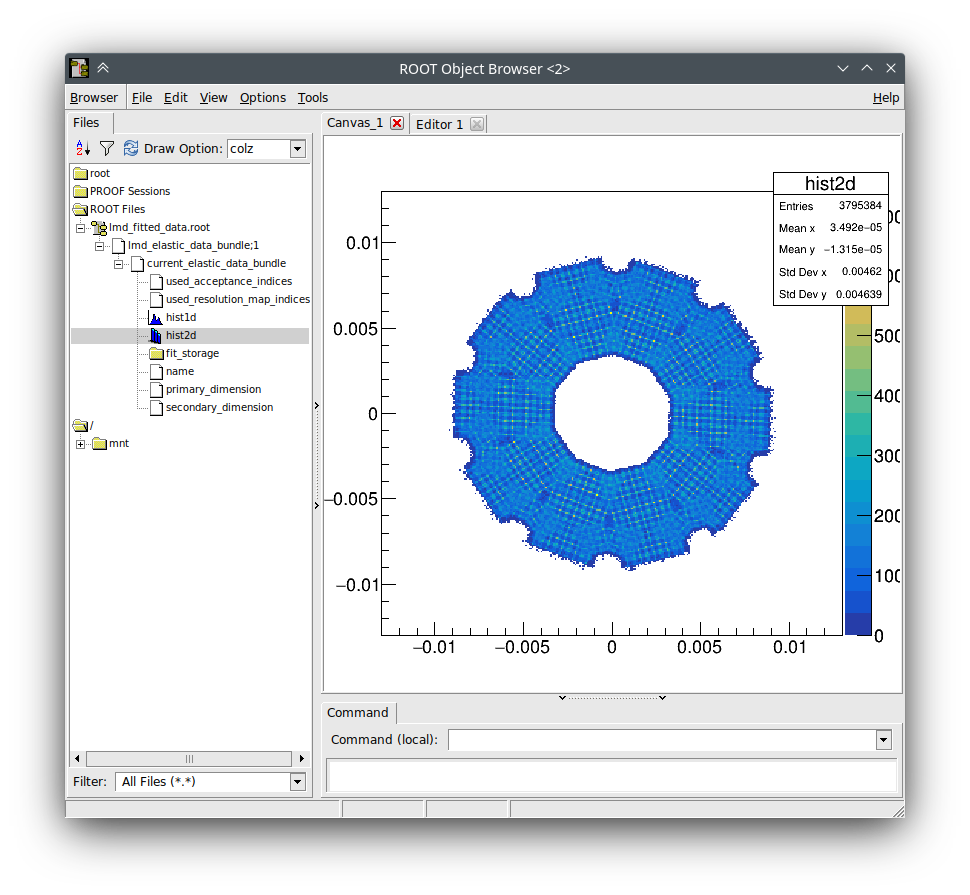 ROOT Object Browser <2>
Browser File Edit View Options Tools Help
Files
Draw Option: colz
root
PROOF Sessions
ROOT Files
lmd_fitted_data.root
lmd_elastic_data_bundle;1
current_elastic_data_bundle
used_acceptance_indices
used_resolution_map_indices
hist1d
hist2d
fit_storage
name
primary_dimension
secondary_dimension
/
mnt
Filter: All Files (*.*)
Canvas_1 Editor 1
hist2d
Entries 3795384
Mean x 3.492e-05
Mean y −1.315e-05
Std Dev x 0.00462
Std Dev y 0.004639
0.01
0.005
0
−0.005
−0.01
−0.01 −0.005 0 0.005 0.01
500
400
300
200
100
0
Command
Command (local):